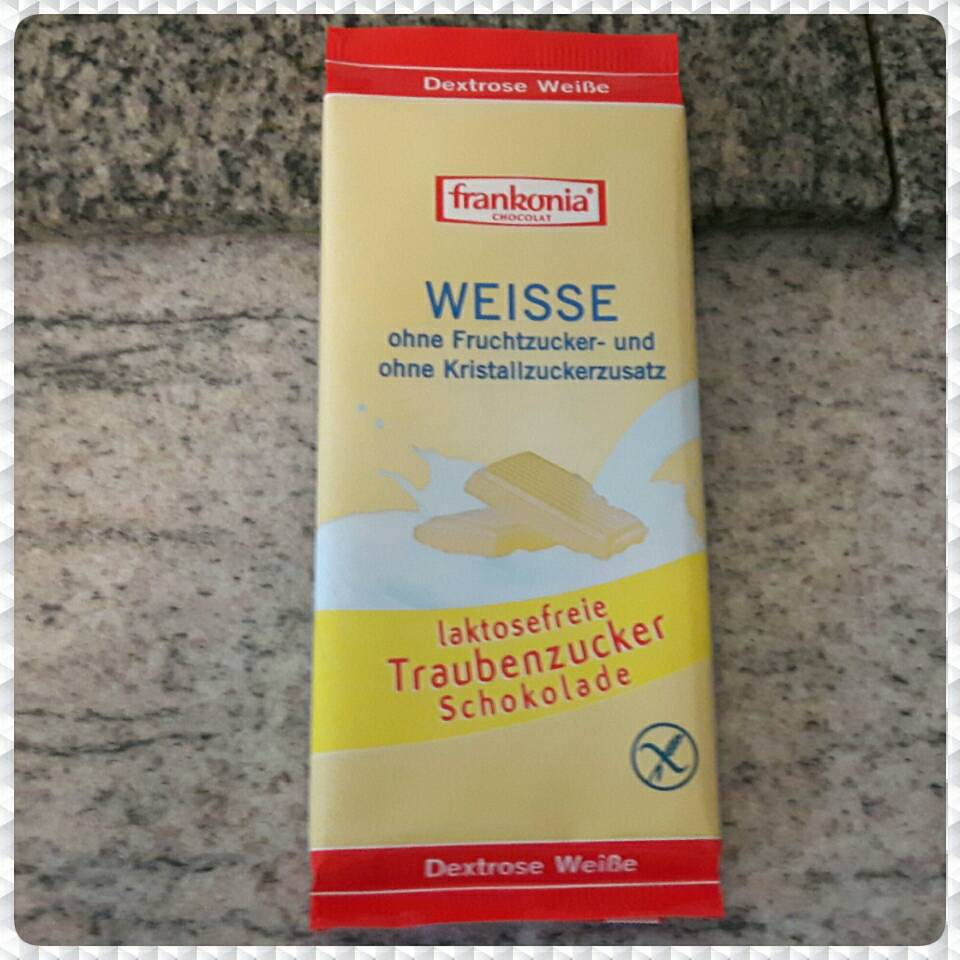 Dextrose Weiße
frankonia®
CHOCOLAT
WEISSE
ohne Fruchtzucker- und
ohne Kristallzuckerzusatz
laktosefreie
Traubenzucker
Schokolade
Dextrose Weiße